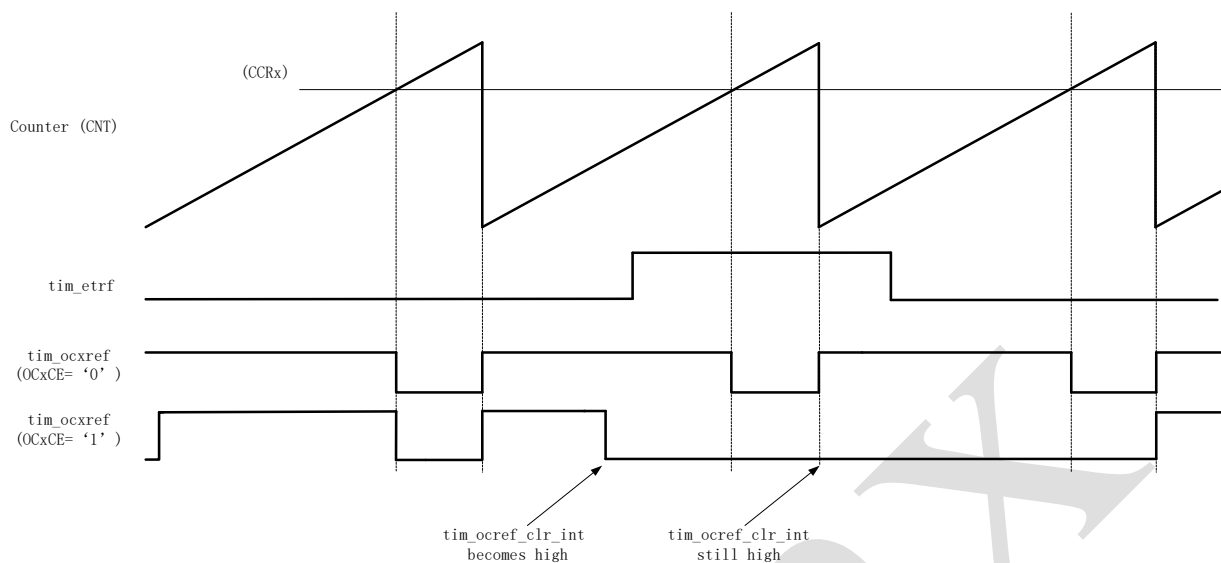 (CCRx)
Counter (CNT)
tim_etrf
tim_ocxref
(OCxCE= ‘0’ )
tim_ocxref
(OCxCE= ‘1’ )
tim_ocref_clr_int
becomes high
tim_ocref_clr_int
still high